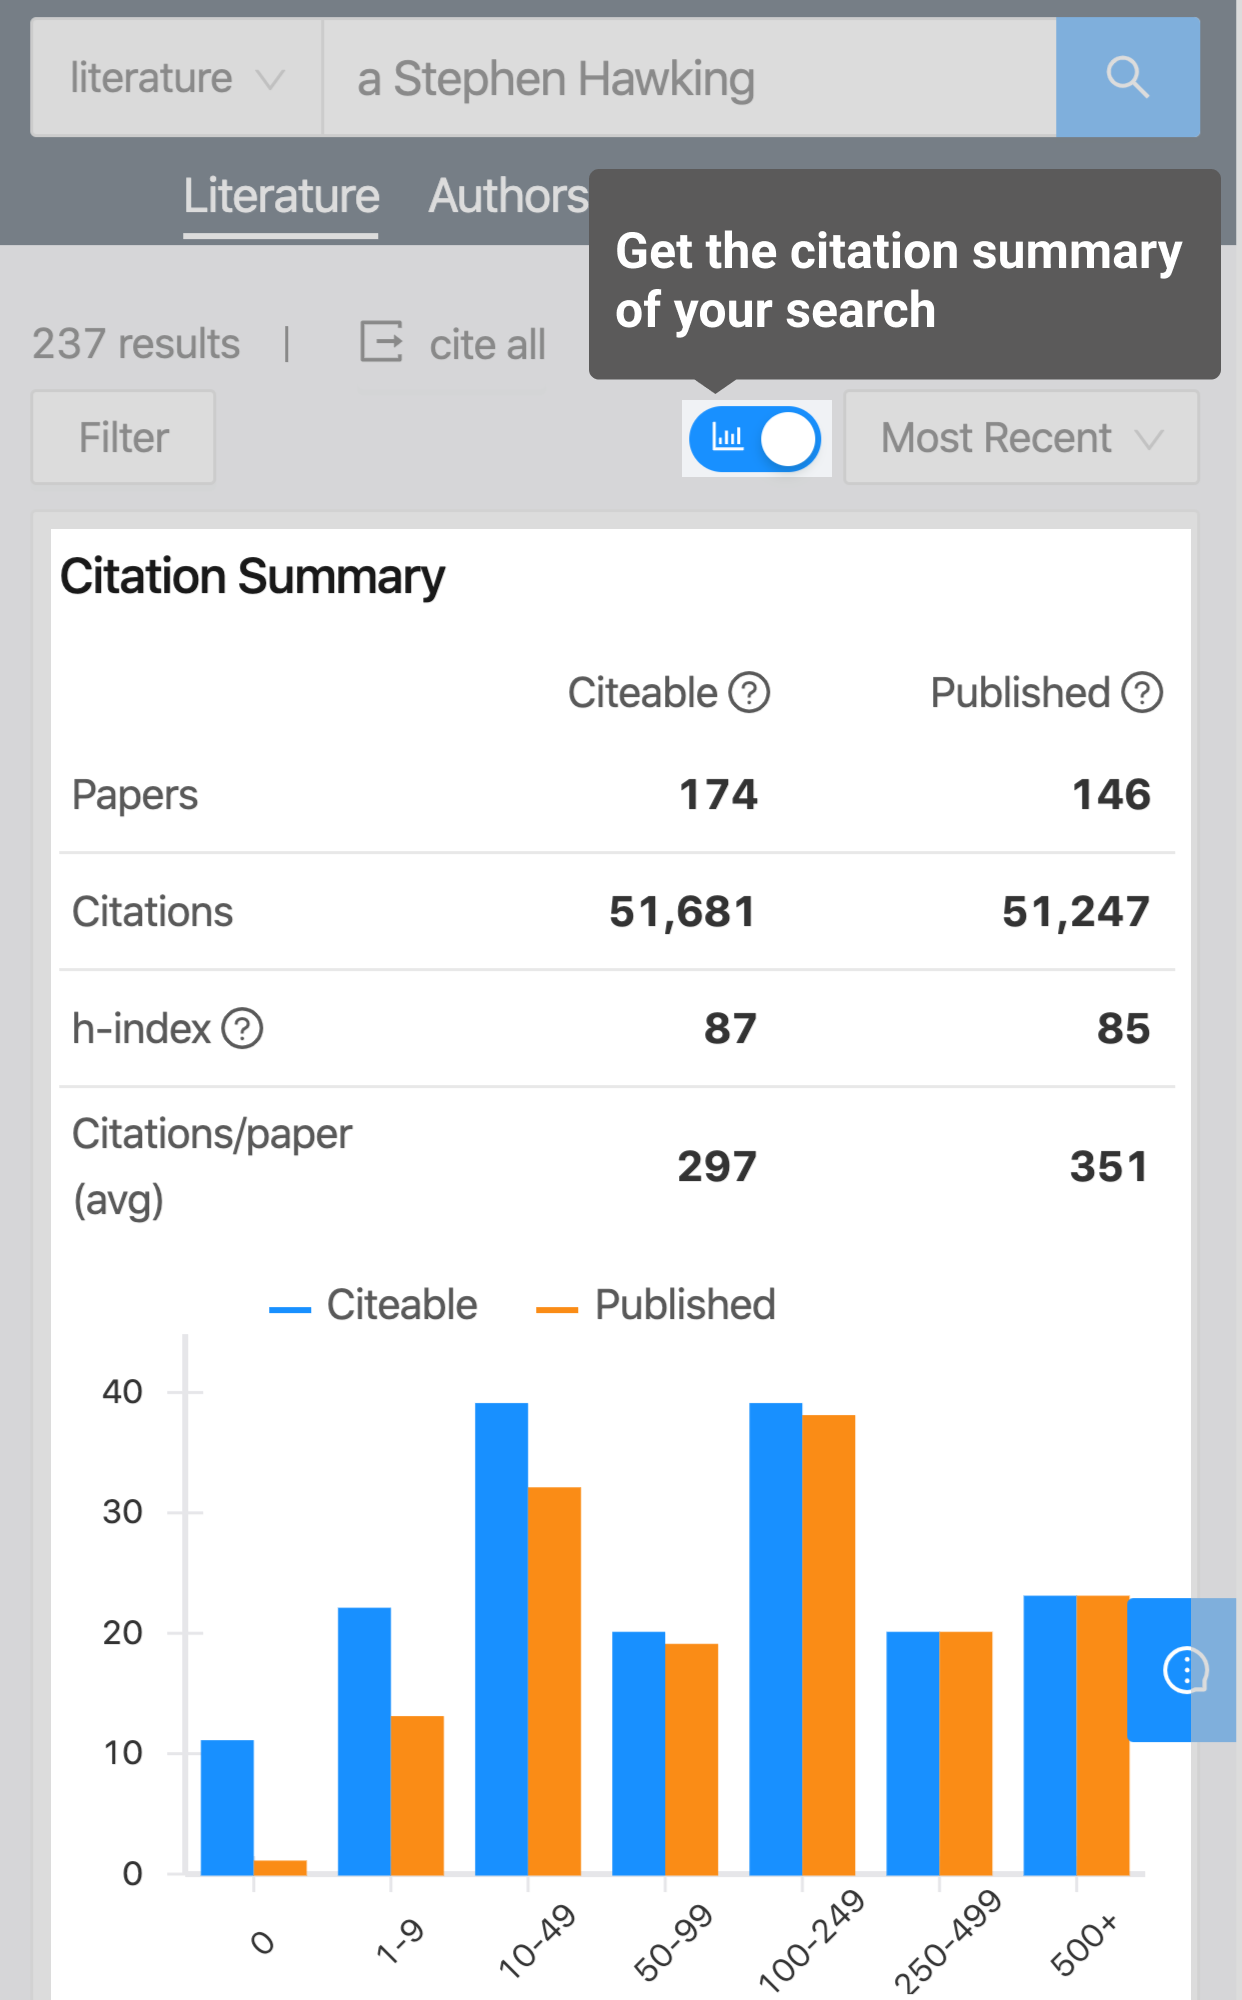 literature
a Stephen Hawking
Literature Authors
Get the citation summary
of your search
237 results | cite all
Filter
Most Recent
Citation Summary
Citeable ? Published ?
Papers 174 146
Citations 51,681 51,247
h-index ? 87 85
Citations/paper
(avg) 297 351
Citeable Published
40
30
20
10
0
0 1-9 10-49 50-99 100-249 250-499 500+